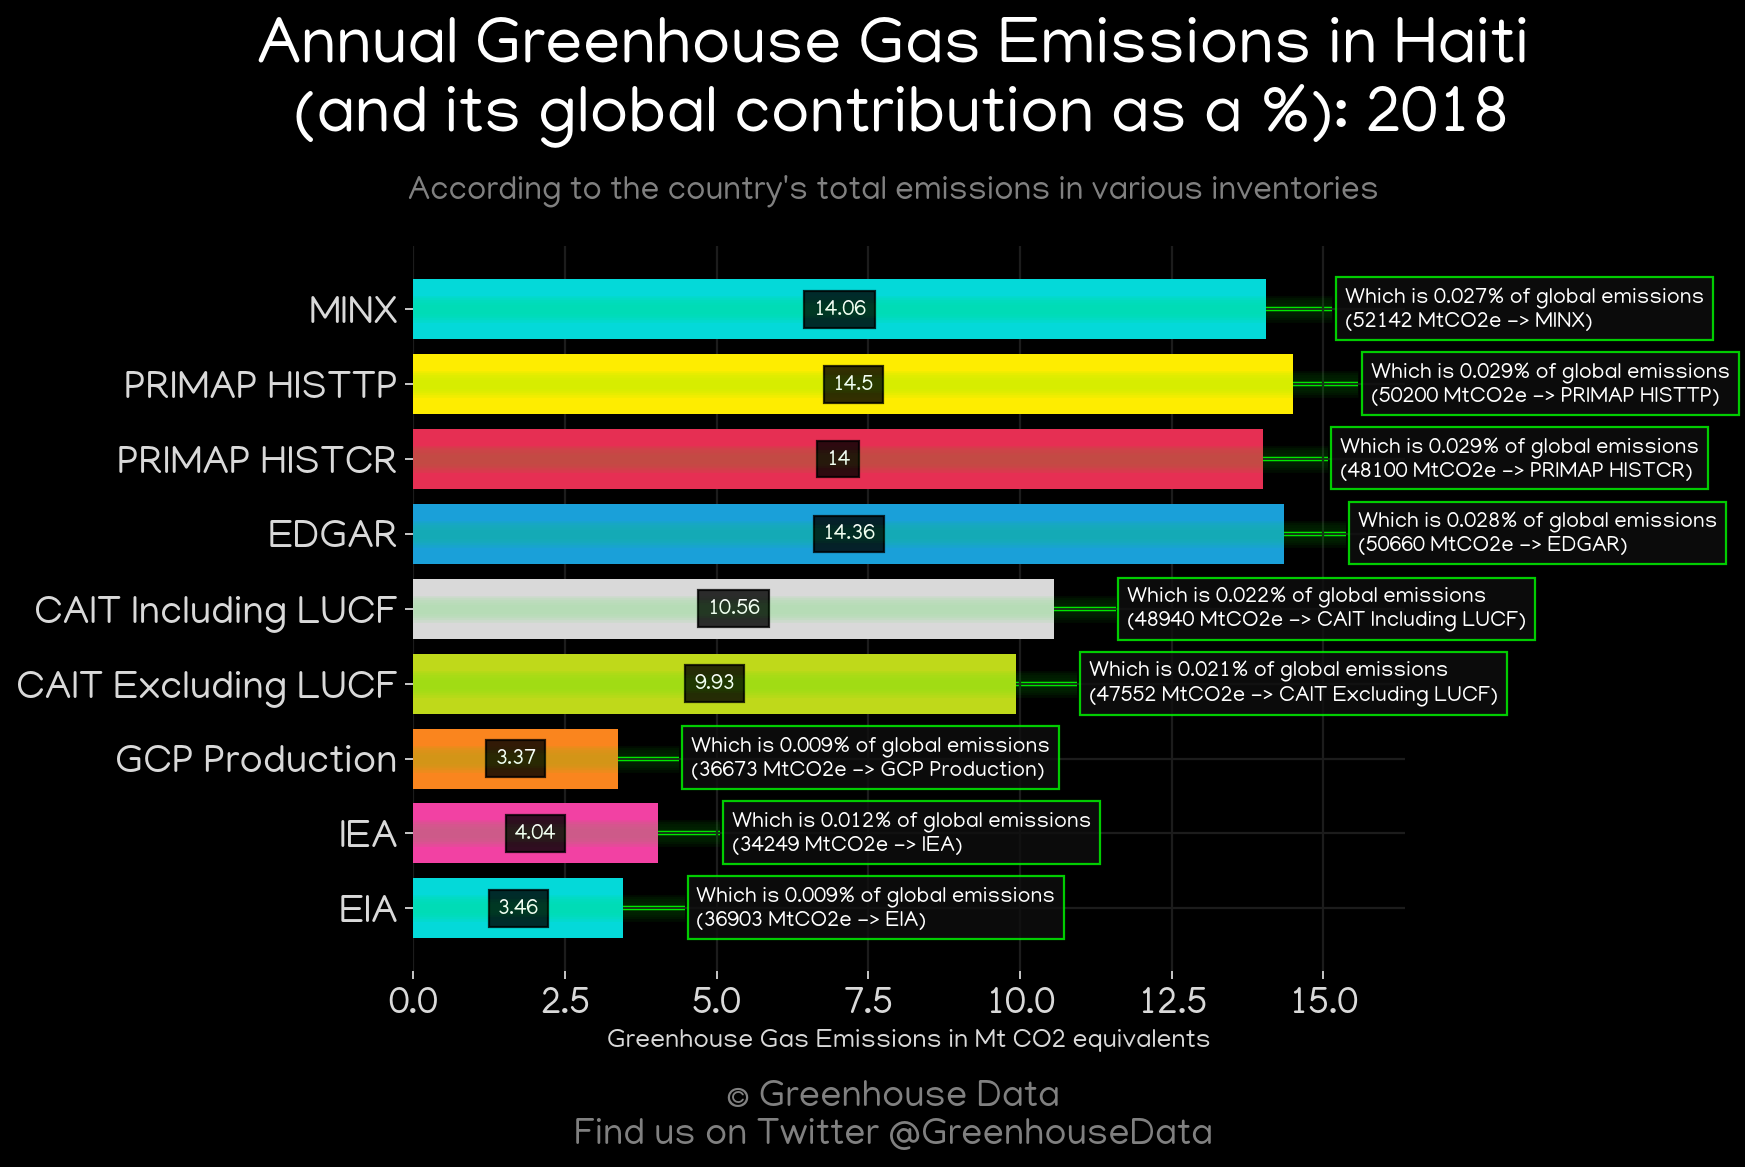 Annual Greenhouse Gas Emissions in Haiti
(and its global contribution as a %): 2018
According to the country's total emissions in various inventories
MINX
14.06
Which is 0.027% of global emissions
(52142 MtCO2e -> MINX)
PRIMAP HISTTP
14.5
Which is 0.029% of global emissions
(50200 MtCO2e -> PRIMAP HISTTP)
PRIMAP HISTCR
14
Which is 0.029% of global emissions
(48100 MtCO2e -> PRIMAP HISTCR)
EDGAR
14.36
Which is 0.028% of global emissions
(50660 MtCO2e -> EDGAR)
CAIT Including LUCF
10.56
Which is 0.022% of global emissions
(48940 MtCO2e -> CAIT Including LUCF)
CAIT Excluding LUCF
9.93
Which is 0.021% of global emissions
(47552 MtCO2e -> CAIT Excluding LUCF)
GCP Production
3.37
Which is 0.009% of global emissions
(36673 MtCO2e -> GCP Production)
IEA
4.04
Which is 0.012% of global emissions
(34249 MtCO2e -> IEA)
EIA
3.46
Which is 0.009% of global emissions
(36903 MtCO2e -> EIA)
0.0 2.5 5.0 7.5 10.0 12.5 15.0
Greenhouse Gas Emissions in Mt CO2 equivalents
© Greenhouse Data
Find us on Twitter @GreenhouseData